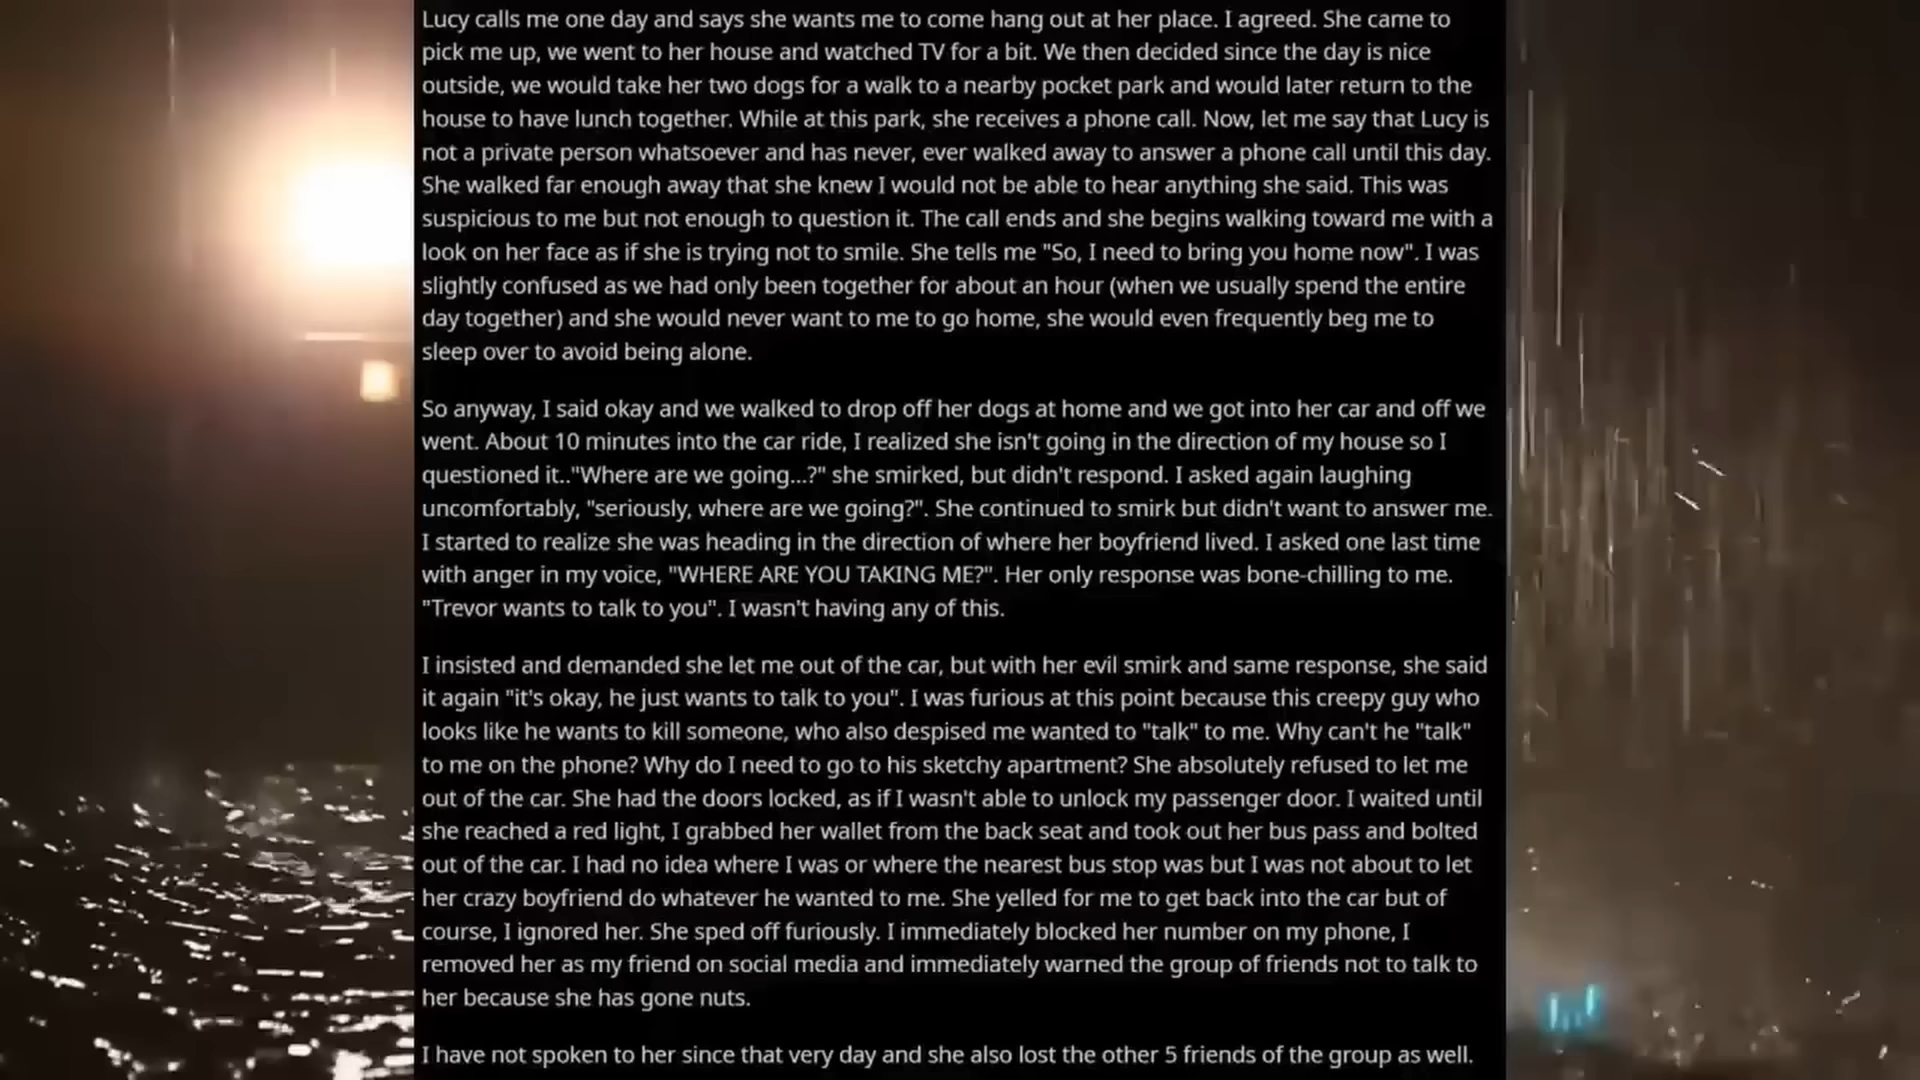 Lucy calls me one day and says she wants me to come hang out at her place. I agreed. She came to
pick me up, we went to her house and watched TV for a bit. We then decided since the day is nice
outside, we would take her two dogs for a walk to a nearby pocket park and would later return to the
house to have lunch together. While at this park, she receives a phone call. Now, let me say that Lucy is
not a private person whatsoever and has never, ever walked away to answer a phone call until this day.
She walked far enough away that she knew I would not be able to hear anything she said. This was
suspicious to me but not enough to question it. The call ends and she begins walking toward me with a
look on her face as if she is trying not to smile. She tells me "So, I need to bring you home now". I was
slightly confused as we had only been together for about an hour (when we usually spend the entire
day together) and she would never want to me to go home, she would even frequently beg me to
sleep over to avoid being alone.
So anyway, I said okay and we walked to drop off her dogs at home and we got into her car and off we
went. About 10 minutes into the car ride, I realized she isn't going in the direction of my house so I
questioned it.."Where are we going...?" she smirked, but didn't respond. I asked again laughing
uncomfortably, "seriously, where are we going?". She continued to smirk but didn't want to answer me.
I started to realize she was heading in the direction of where her boyfriend lived. I asked one last time
with anger in my voice, "WHERE ARE YOU TAKING ME?". Her only response was bone-chilling to me.
"Trevor wants to talk to you". I wasn't having any of this.
I insisted and demanded she let me out of the car, but with her evil smirk and same response, she said
it again "it's okay, he just wants to talk to you". I was furious at this point because this creepy guy who
looks like he wants to kill someone, who also despised me wanted to "talk" to me. Why can't he "talk"
to me on the phone? Why do I need to go to his sketchy apartment? She absolutely refused to let me
out of the car. She had the doors locked, as if I wasn't able to unlock my passenger door. I waited until
she reached a red light, I grabbed her wallet from the back seat and took out her bus pass and bolted
out of the car. I had no idea where I was or where the nearest bus stop was but I was not about to let
her crazy boyfriend do whatever he wanted to me. She yelled for me to get back into the car but of
course, I ignored her. She sped off furiously. I immediately blocked her number on my phone, I
removed her as my friend on social media and immediately warned the group of friends not to talk to
her because she has gone nuts.
I have not spoken to her since that very day and she also lost the other 5 friends of the group as well.